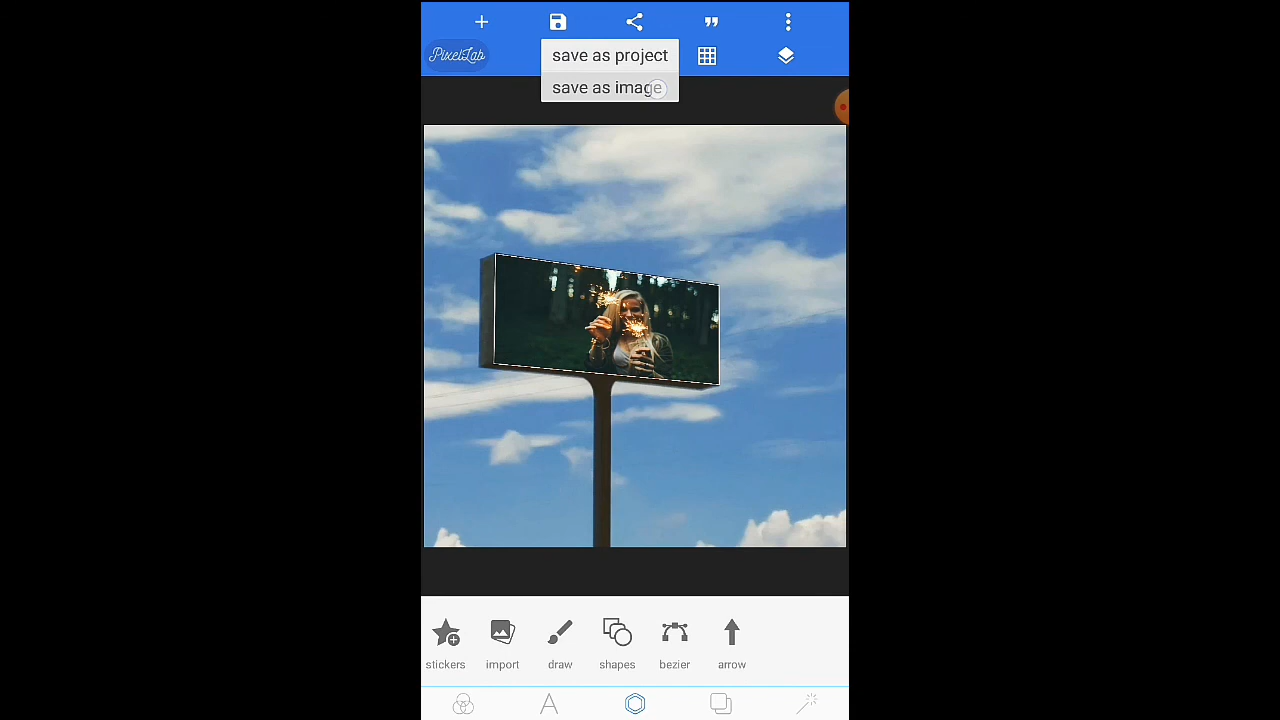 PixelLab
save as project
save as image
stickers import draw shapes bezier arrow